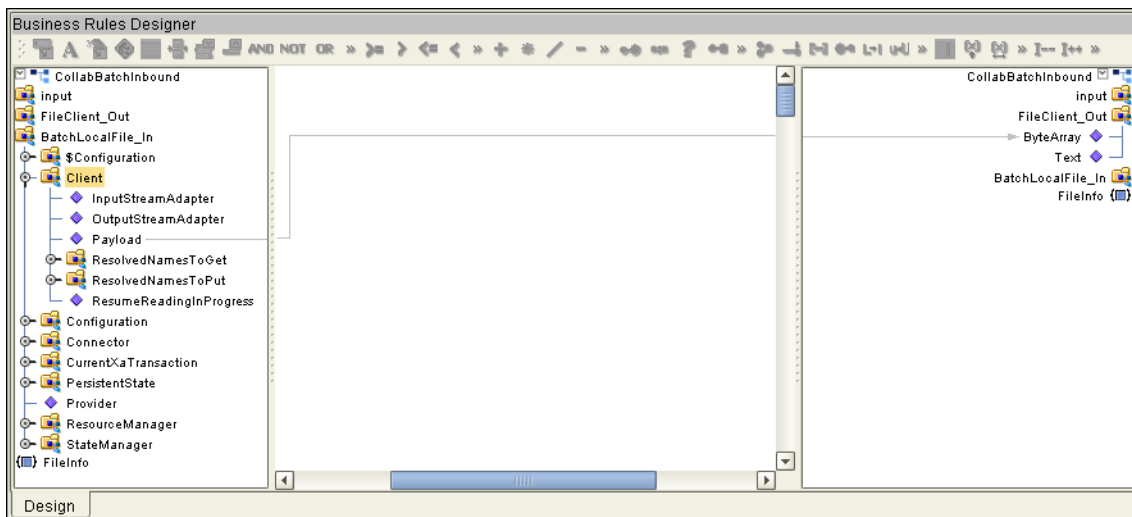 Business Rules Designer
A AND NOT OR » >= > <= < » + * / - » ? » » I-- I++ »
CollabBatchInbound
input
FileClient_Out
BatchLocalFile_In
$Configuration
Client
InputStreamAdapter
OutputStreamAdapter
Payload
ResolvedNamesToGet
ResolvedNamesToPut
ResumeReadingInProgress
Configuration
Connector
CurrentXaTransaction
PersistentState
Provider
ResourceManager
StateManager
FileInfo
CollabBatchInbound
input
FileClient_Out
ByteArray
Text
BatchLocalFile_In
FileInfo
Design